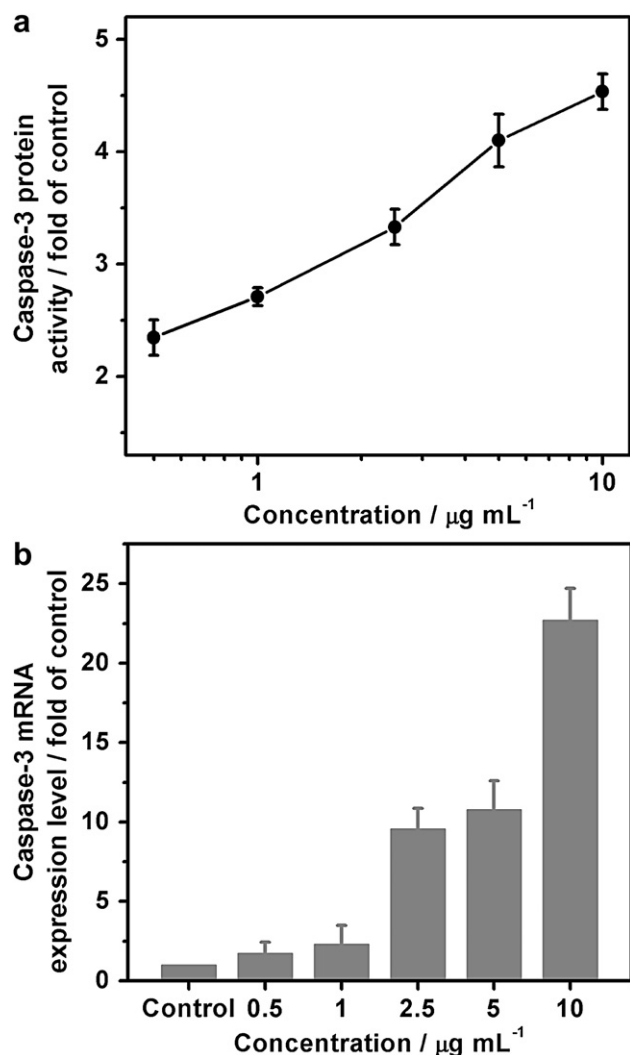 a
5
4
3
2
Caspase-3 protein
activity / fold of control
1 10
Concentration / μg mL⁻¹
b
25
20
15
10
5
0
Caspase-3 mRNA
expression level / fold of control
Control 0.5 1 2.5 5 10
Concentration / μg mL⁻¹